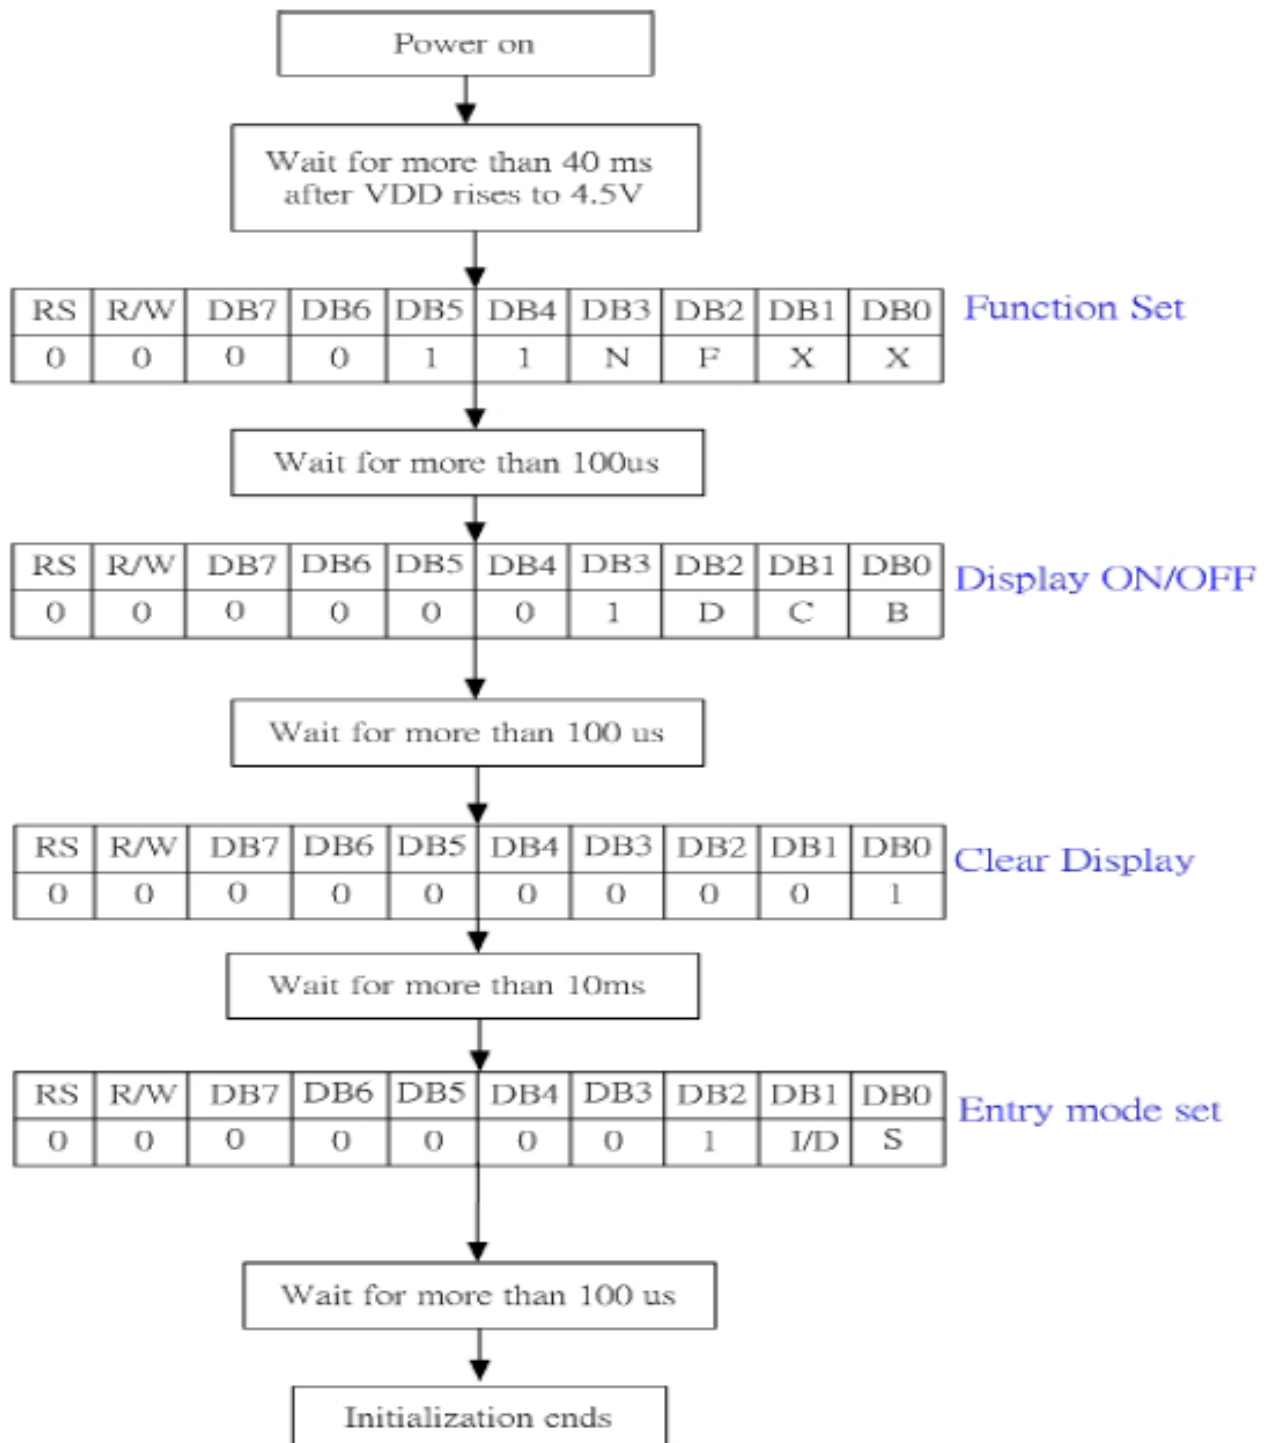 Power on
Wait for more than 40 ms
after VDD rises to 4.5V
RS R/W DB7 DB6 DB5 DB4 DB3 DB2 DB1 DB0 Function Set
0 0 0 0 1 1 N F X X
Wait for more than 100us
RS R/W DB7 DB6 DB5 DB4 DB3 DB2 DB1 DB0 Display ON/OFF
0 0 0 0 0 0 1 D C B
Wait for more than 100 us
RS R/W DB7 DB6 DB5 DB4 DB3 DB2 DB1 DB0 Clear Display
0 0 0 0 0 0 0 0 0 1
Wait for more than 10ms
RS R/W DB7 DB6 DB5 DB4 DB3 DB2 DB1 DB0 Entry mode set
0 0 0 0 0 0 0 1 I/D S
Wait for more than 100 us
Initialization ends